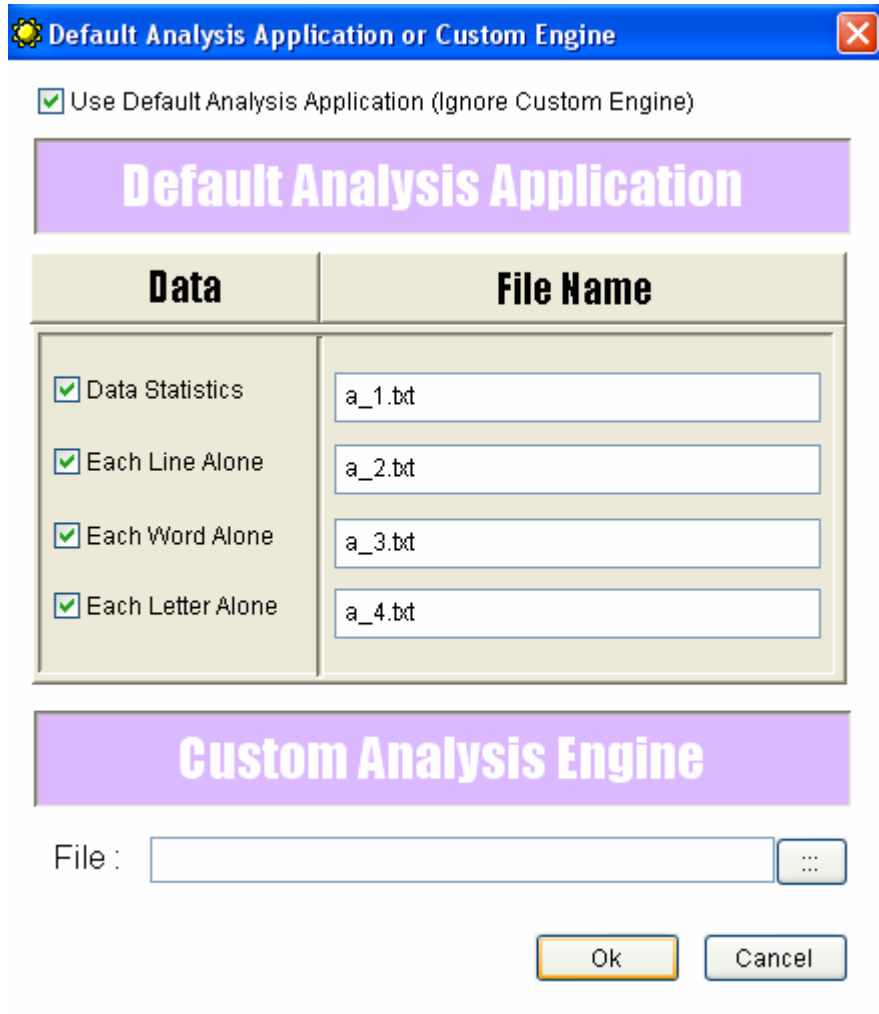 Default Analysis Application or Custom Engine
Use Default Analysis Application (Ignore Custom Engine)
Default Analysis Application
Data File Name
Data Statistics a_1.txt
Each Line Alone a_2.txt
Each Word Alone a_3.txt
Each Letter Alone a_4.txt
Custom Analysis Engine
File : :::
Ok Cancel